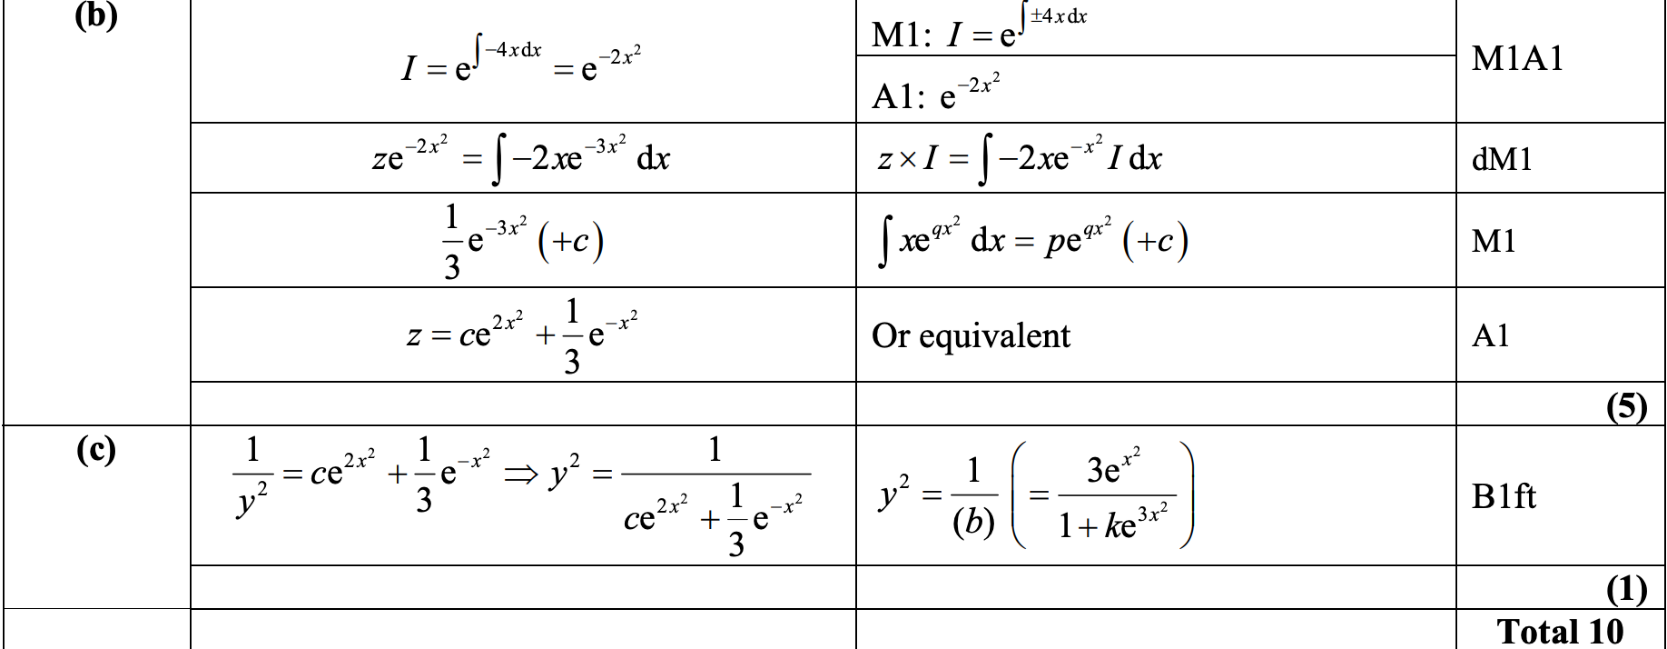 (b)
I = e^{∫−4x dx} = e^{−2x²}
M1: I = e^{∫±4x dx}
A1: e^{−2x²}
M1A1
ze^{−2x²} = ∫−2xe^{−3x²} dx
z × I = ∫−2xe^{−x²} I dx
dM1
1/3 e^{−3x²} (+c)
∫xe^{qx²} dx = pe^{qx²} (+c)
M1
z = ce^{2x²} + 1/3 e^{−x²}
Or equivalent
A1
(5)
(c)
1/y² = ce^{2x²} + 1/3 e^{−x²} ⇒ y² = 1/(ce^{2x²} + 1/3 e^{−x²})
y² = 1/(b) (= 3e^{x²}/(1 + ke^{3x²}))
B1ft
(1)
Total 10